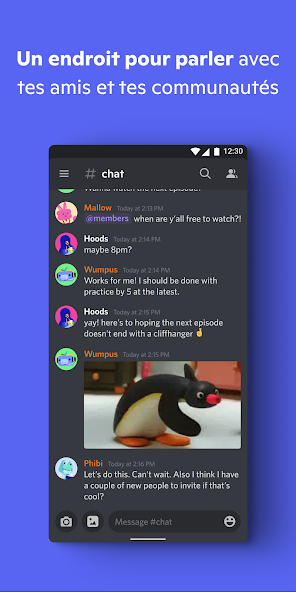 Un endroit pour parler avec
tes amis et tes communautés
12:30
# chat
Wanna watch the next episode?
Mallow Today at 2:13 PM
@members when are y'all free to watch?!
Hoods Today at 2:14 PM
maybe 8pm?
Wumpus Today at 2:14 PM
Works for me! I should be done with
practice by 5 at the latest.
Hoods Today at 2:15 PM
yay! here's to hoping the next episode
doesn't end with a cliffhanger ☝️
Wumpus Today at 2:15 PM
Phibi Today at 2:16 PM
Let's do this. Can't wait. Also I think I have
a couple of new people to invite if that's
cool?
Message #chat